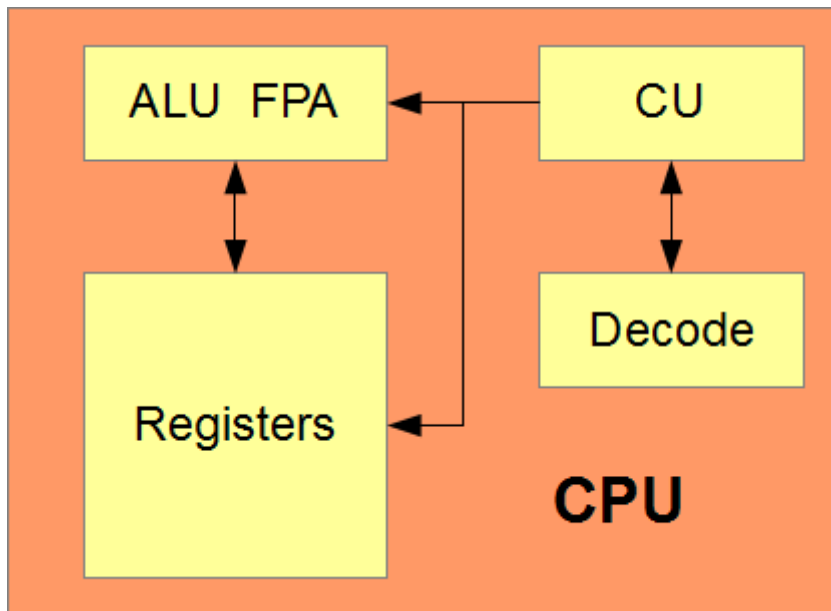 ALU FPA
CU
Decode
Registers
CPU